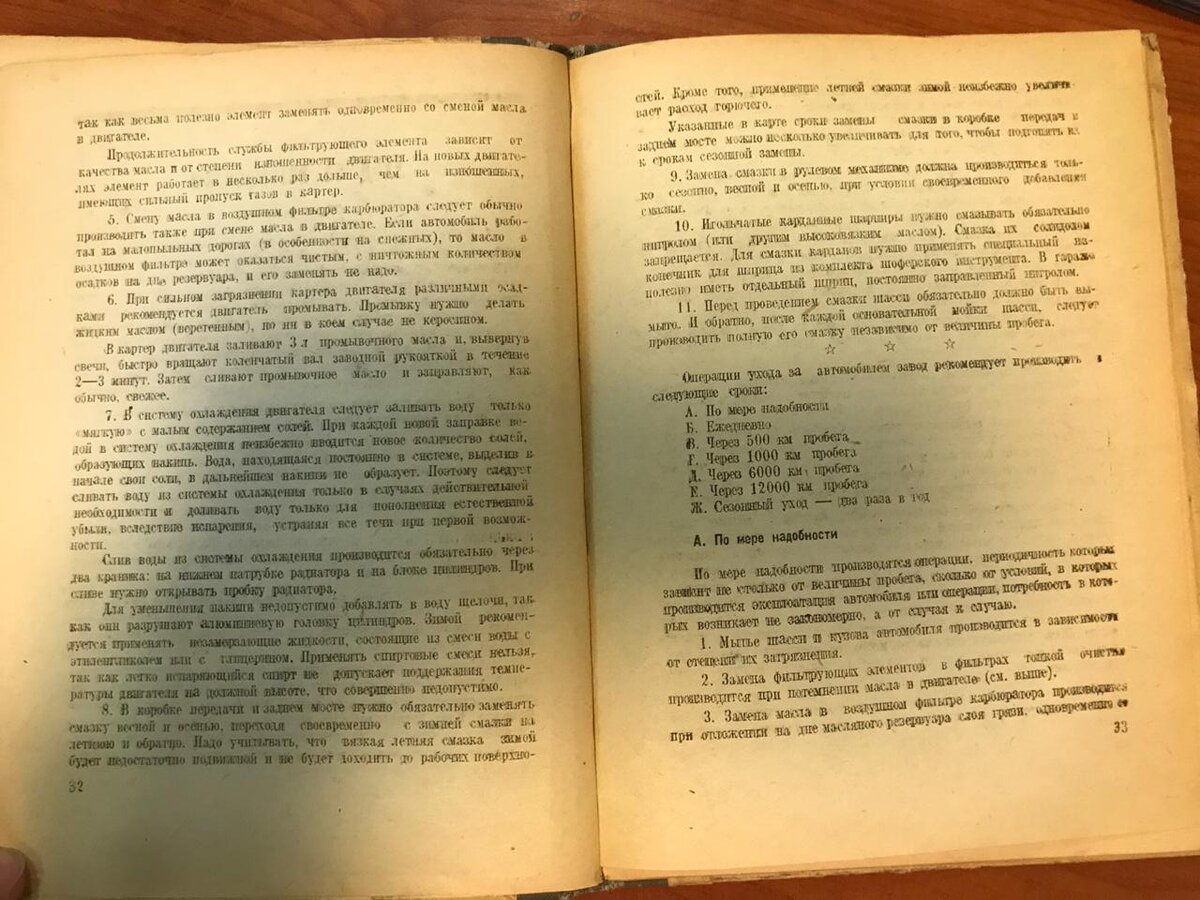 так как весьма полезно элемент заменять одновременно со сменой масла
в двигателе.
Продолжительность службы фильтрующего элемента зависит от
качества масла и от степени изношенности двигателя. На новых двигате-
лях элемент работает в несколько раз дольше, чем на изношенных,
имеющих сильный пропуск газов в картер.
5. Смену масла в воздушном фильтре карбюратора следует обычно
производить также при смене масла в двигателе. Если автомобиль рабо-
тал на малопыльных дорогах (в особенности на снежных), то масло в
воздушном фильтре может оказаться чистым, с ничтожным количеством
осадков на дне резервуара, и его заменять не надо.
6. При сильном загрязнении картера двигателя различными осад-
ками рекомендуется двигатель промывать. Промывку нужно делать
жидким маслом (веретенным), но ни в коем случае не керосином.
В картер двигателя заливают 3 л промывочного масла и, вывернув
свечи, быстро вращают коленчатый вал заводной рукояткой в течение
2—3 минут. Затем сливают промывочное масло и заправляют, как
обычно, свежее.
7. В систему охлаждения двигателя следует заливать воду только
«мягкую» с малым содержанием солей. При каждой новой заправке во-
дой в систему охлаждения неизбежно вводится новое количество солей,
образующих накипь. Вода, находящаяся постоянно в системе, выделив в
начале свои соли, в дальнейшем накипи не образует. Поэтому следует
сливать воду из системы охлаждения только в случаях действительной
необходимости и доливать воду только для пополнения естественной
убыли, вследствие испарения, устраняя все течи при первой возмож-
ности.
Слив воды из системы охлаждения производится обязательно через
два краника: на нижнем патрубке радиатора и на блоке цилиндров. При
сливе нужно открывать пробку радиатора.
Для уменьшения накипи недопустимо добавлять в воду щелочи, так
как они разрушают алюминиевую головку цилиндров. Зимой рекомен-
дуется применять незамерзающие жидкости, состоящие из смеси воды с
этиленгликолем или с глицерином. Применять спиртовые смеси нельзя,
так как легко испаряющийся спирт не допускает поддержания темпе-
ратуры двигателя на должной высоте, что совершенно недопустимо.
8. В коробке передачи и заднем мосте нужно обязательно заменять
смазку весной и осенью, переходя своевременно с зимней смазки на
летнюю и обратно. Надо учитывать, что вязкая летняя смазка зимой
будет недостаточно подвижной и не будет доходить до рабочих поверхно-
32
стей. Кроме того, применение летней смазки зимой неизбежно увеличи-
вает расход горючего.
Указанные в карте сроки замены смазки в коробке передач и
заднем мосте можно несколько увеличивать для того, чтобы подгонять их
к срокам сезонной замены.
9. Замена смазки в рулевом механизме должна производиться толь-
ко сезонно, весной и осенью, при условии своевременного добавления
смазки.
10. Игольчатые карданные шарниры нужно смазывать обязательно
нигролом (или другим высоковязким маслом). Смазка их солидолом
запрещается. Для смазки карданов нужно применять специальный на-
конечник для шприца из комплекта шоферского инструмента. В гараже
полезно иметь отдельный шприц, постоянно заправленный нигролом.
11. Перед проведением смазки шасси обязательно должно быть вы-
мыто. И обратно, после каждой основательной мойки шасси, следует
производить полную его смазку независимо от величины пробега.
☆ ☆ ☆
Операции ухода за автомобилем завод рекомендует производить в
следующие сроки:
А. По мере надобности
Б. Ежедневно
В. Через 500 км пробега
Г. Через 1000 км пробега
Д. Через 6000 км пробега
Е. Через 12000 км пробега
Ж. Сезонный уход — два раза в год
А. По мере надобности
По мере надобности производятся операции, периодичность которых
зависит не столько от величины пробега, сколько от условий, в которых
производится эксплоатация автомобиля или операции, потребность в кото-
рых возникает не закономерно, а от случая к случаю.
1. Мытье шасси и кузова автомобиля производится в зависимости
от степени их загрязнения.
2. Замена фильтрующих элементов в фильтрах тонкой очистки
производится при потемнении масла в двигателе (см. выше).
3. Замена масла в воздушном фильтре карбюратора производится
при отложении на дне масляного резервуара слоя грязи, одновременно со
33